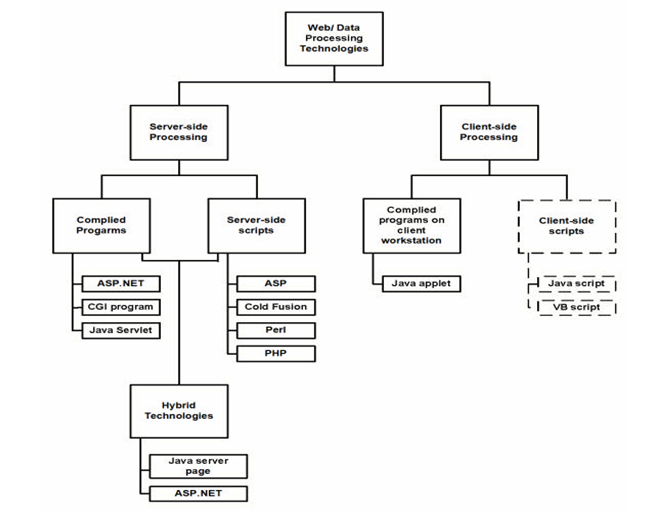 Web/ Data
Processing
Technologies
Server-side
Processing
Client-side
Processing
Complied
Progarms
Server-side
scripts
Complied
programs on
client
workstation
Client-side
scripts
ASP.NET
CGI program
Java Servlet
ASP
Cold Fusion
Perl
PHP
Java applet
Java script
VB script
Hybrid
Technologies
Java server
page
ASP.NET